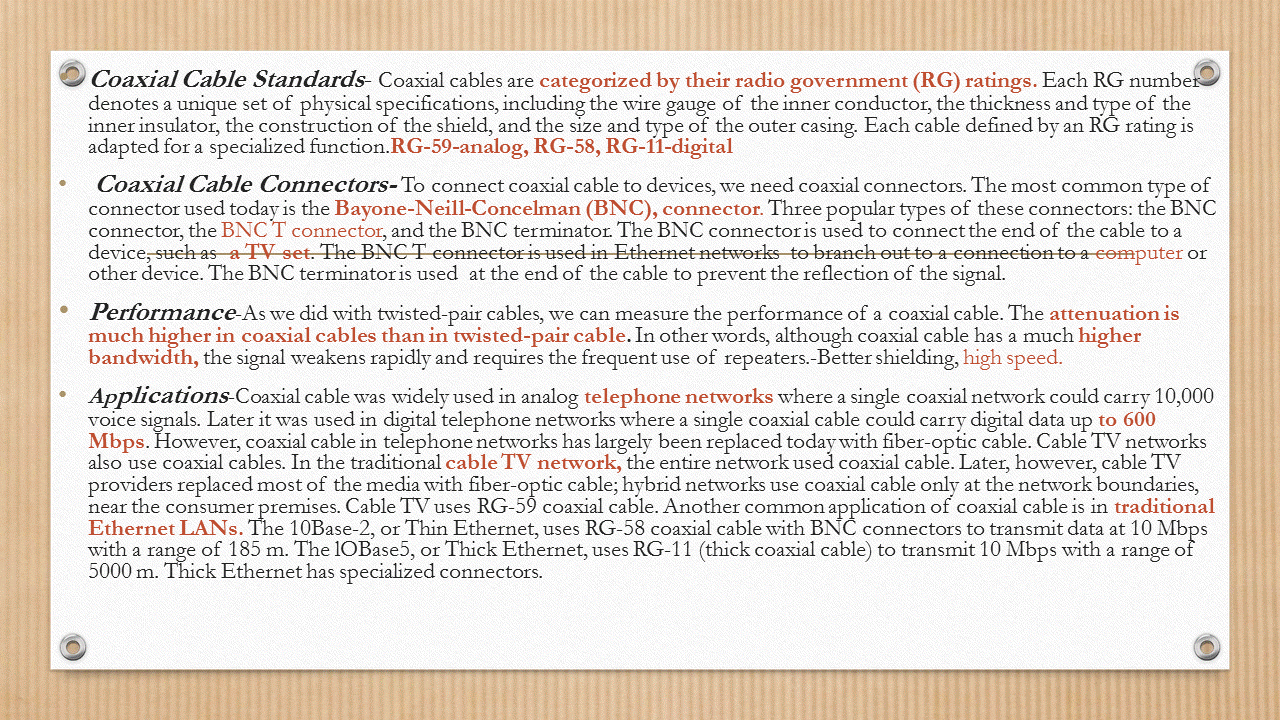 Coaxial Cable Standards- Coaxial cables are categorized by their radio government (RG) ratings. Each RG number
denotes a unique set of physical specifications, including the wire gauge of the inner conductor, the thickness and type of the
inner insulator, the construction of the shield, and the size and type of the outer casing. Each cable defined by an RG rating is
adapted for a specialized function.RG-59-analog, RG-58, RG-11-digital
• Coaxial Cable Connectors- To connect coaxial cable to devices, we need coaxial connectors. The most common type of
connector used today is the Bayone-Neill-Concelman (BNC), connector. Three popular types of these connectors: the BNC
connector, the BNC T connector, and the BNC terminator. The BNC connector is used to connect the end of the cable to a
device, such as a TV set. The BNC T connector is used in Ethernet networks to branch out to a connection to a computer or
other device. The BNC terminator is used at the end of the cable to prevent the reflection of the signal.
• Performance-As we did with twisted-pair cables, we can measure the performance of a coaxial cable. The attenuation is
much higher in coaxial cables than in twisted-pair cable. In other words, although coaxial cable has a much higher
bandwidth, the signal weakens rapidly and requires the frequent use of repeaters.-Better shielding, high speed.
• Applications-Coaxial cable was widely used in analog telephone networks where a single coaxial network could carry 10,000
voice signals. Later it was used in digital telephone networks where a single coaxial cable could carry digital data up to 600
Mbps. However, coaxial cable in telephone networks has largely been replaced today with fiber-optic cable. Cable TV networks
also use coaxial cables. In the traditional cable TV network, the entire network used coaxial cable. Later, however, cable TV
providers replaced most of the media with fiber-optic cable; hybrid networks use coaxial cable only at the network boundaries,
near the consumer premises. Cable TV uses RG-59 coaxial cable. Another common application of coaxial cable is in traditional
Ethernet LANs. The 10Base-2, or Thin Ethernet, uses RG-58 coaxial cable with BNC connectors to transmit data at 10 Mbps
with a range of 185 m. The lOBase5, or Thick Ethernet, uses RG-11 (thick coaxial cable) to transmit 10 Mbps with a range of
5000 m. Thick Ethernet has specialized connectors.